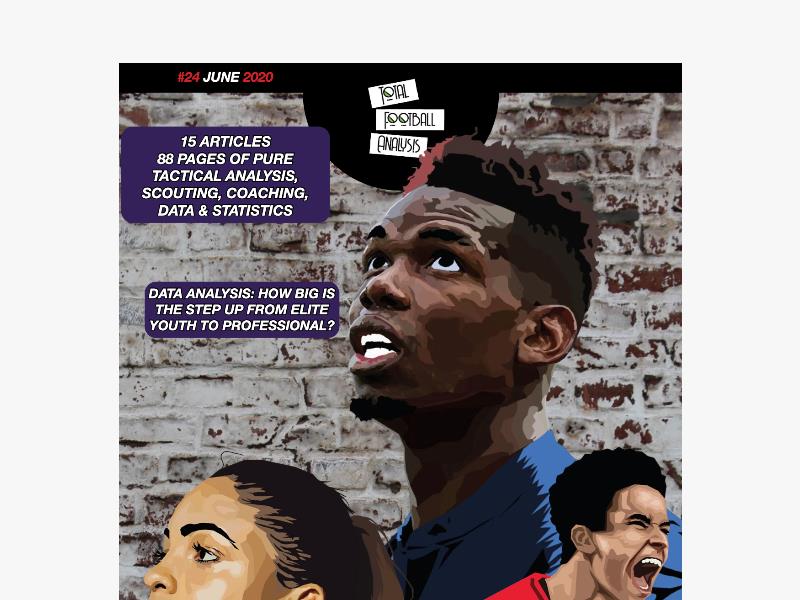 #24 JUNE 2020
TOTAL
FOOTBALL
ANALYSIS
15 ARTICLES
88 PAGES OF PURE
TACTICAL ANALYSIS,
SCOUTING, COACHING,
DATA & STATISTICS
DATA ANALYSIS: HOW BIG IS
THE STEP UP FROM ELITE
YOUTH TO PROFESSIONAL?